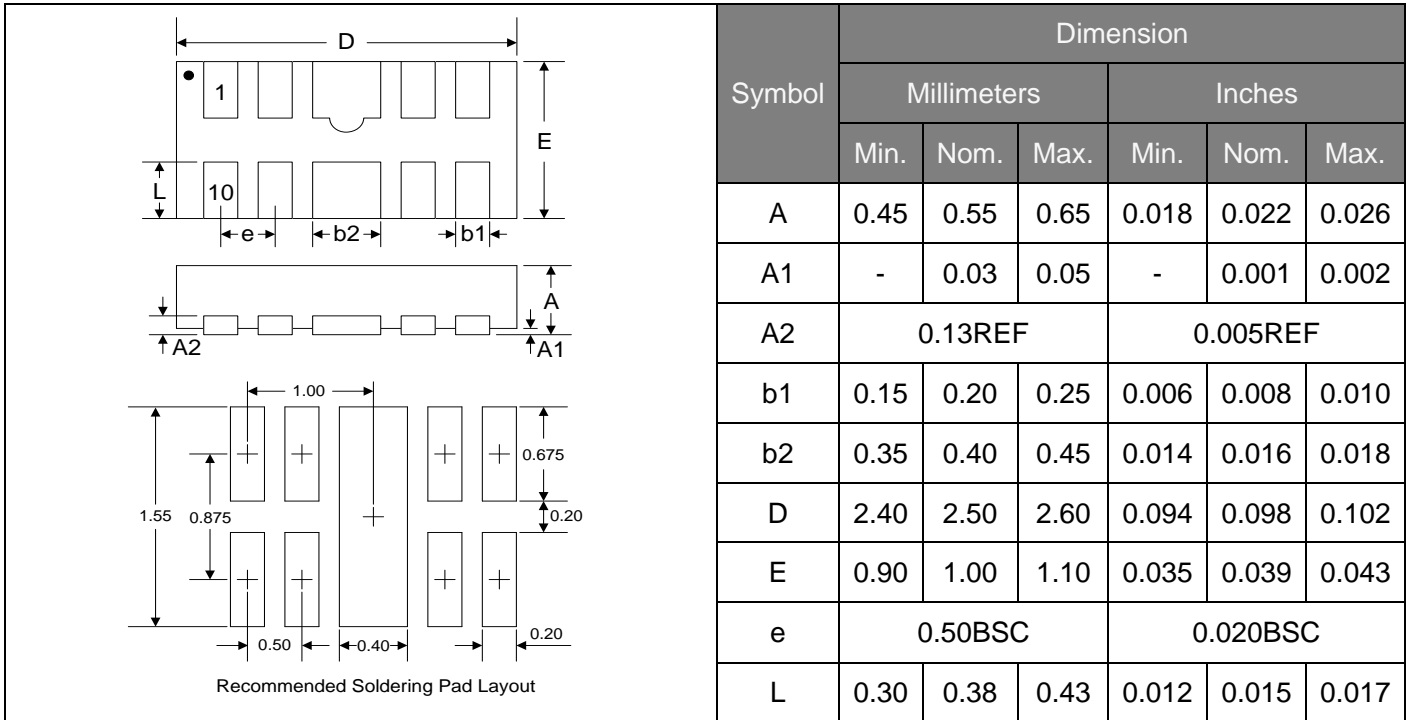 D
1
E
L
10
e
b2
b1
A
A2
A1
1.00
0.675
1.55
0.875
0.20
0.50
0.40
0.20
Recommended Soldering Pad Layout
Symbol
Dimension
Millimeters Inches
Min. Nom. Max. Min. Nom. Max.
A 0.45 0.55 0.65 0.018 0.022 0.026
A1 - 0.03 0.05 - 0.001 0.002
A2 0.13REF 0.005REF
b1 0.15 0.20 0.25 0.006 0.008 0.010
b2 0.35 0.40 0.45 0.014 0.016 0.018
D 2.40 2.50 2.60 0.094 0.098 0.102
E 0.90 1.00 1.10 0.035 0.039 0.043
e 0.50BSC 0.020BSC
L 0.30 0.38 0.43 0.012 0.015 0.017